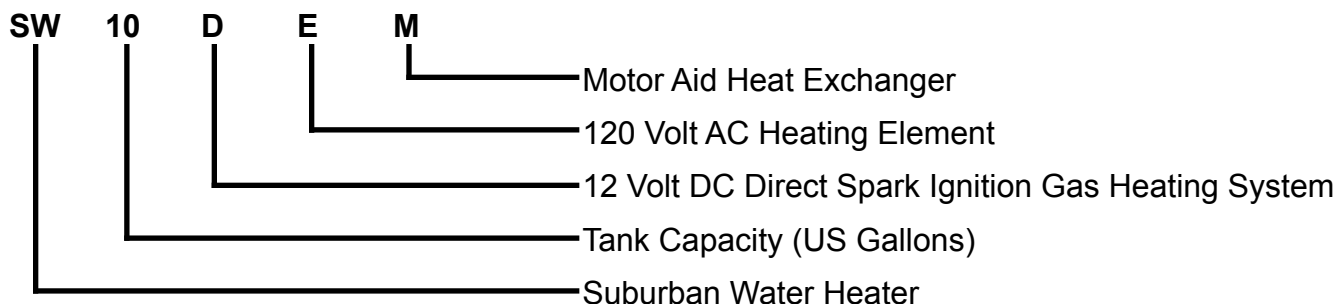 SW 10 D E M
Motor Aid Heat Exchanger
120 Volt AC Heating Element
12 Volt DC Direct Spark Ignition Gas Heating System
Tank Capacity (US Gallons)
Suburban Water Heater